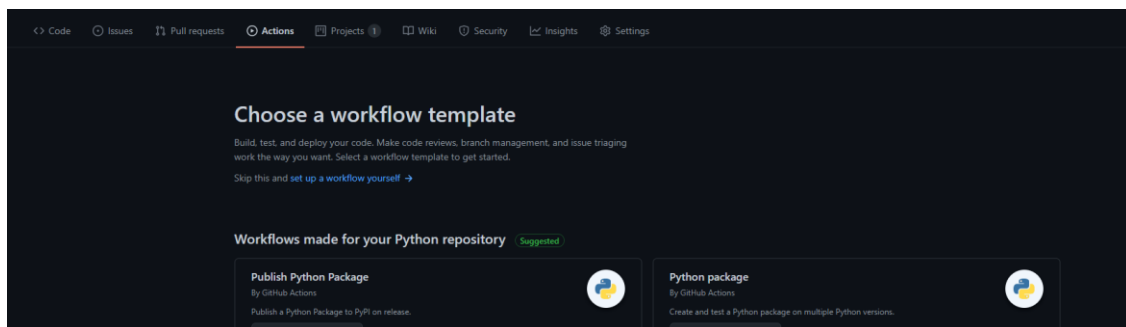 Code Issues Pull requests Actions Projects 1 Wiki Security Insights Settings
Choose a workflow template
Build, test, and deploy your code. Make code reviews, branch management, and issue triaging
work the way you want. Select a workflow template to get started.
Skip this and set up a workflow yourself →
Workflows made for your Python repository Suggested
Publish Python Package
By GitHub Actions
Publish a Python Package to PyPI on release.
Python package
By GitHub Actions
Create and test a Python package on multiple Python versions.